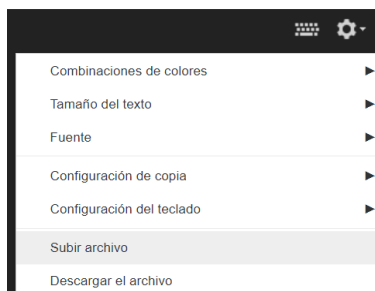 Combinaciones de colores
Tamaño del texto
Fuente
Configuración de copia
Configuración del teclado
Subir archivo
Descargar el archivo